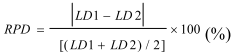 RPD = |LD1 − LD2| / [(LD1 + LD2) / 2] × 100 (%)